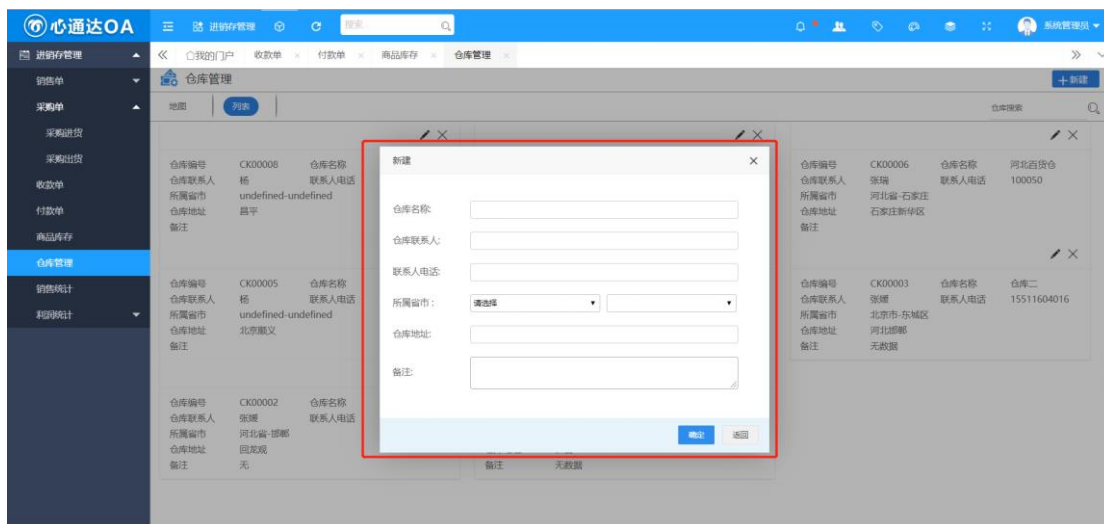 心通达OA
进销存管理
搜索...
系统管理员
进销存管理
我的门户
收款单
付款单
商品库存
仓库管理
销售单
采购单
采购进货
采购出货
收款单
付款单
商品库存
仓库管理
销售统计
利润统计
仓库管理
新建
地图
列表
仓库搜索
仓库编号 CK00008 仓库名称
仓库联系人 杨 联系人电话
所属省市 undefined-undefined
仓库地址 昌平
备注
仓库编号 CK00006 仓库名称 河北百货仓
仓库联系人 张瑞 联系人电话 100050
所属省市 河北省-石家庄
仓库地址 石家庄新华区
备注
仓库编号 CK00005 仓库名称
仓库联系人 杨 联系人电话
所属省市 undefined-undefined
仓库地址 北京顺义
备注
仓库编号 CK00003 仓库名称 仓库二
仓库联系人 张媛 联系人电话 15511604016
所属省市 北京市-东城区
仓库地址 河北邯郸
备注 无数据
仓库编号 CK00002 仓库名称
仓库联系人 张媛 联系人电话
所属省市 河北省-邯郸
仓库地址 回龙观
备注 无
备注 无数据
新建
仓库名称:
仓库联系人:
联系人电话:
所属省市: 请选择
仓库地址:
备注:
确定
返回